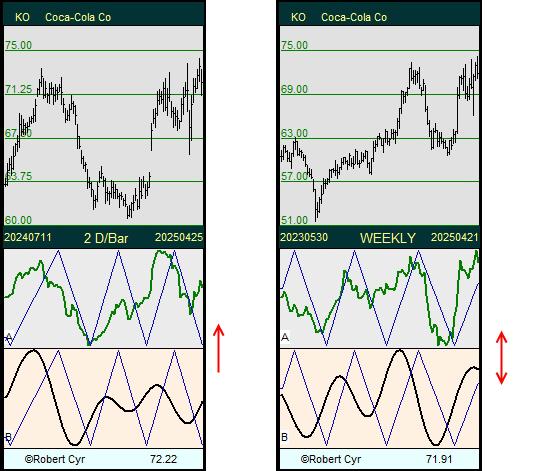 KO Coca-Cola Co
75.00
71.25
67.50
63.75
60.00
20240711 2 D/Bar 20250425
A
B
©Robert Cyr 72.22
KO Coca-Cola Co
75.00
69.00
63.00
57.00
51.00
20230530 WEEKLY 20250421
A
B
©Robert Cyr 71.91